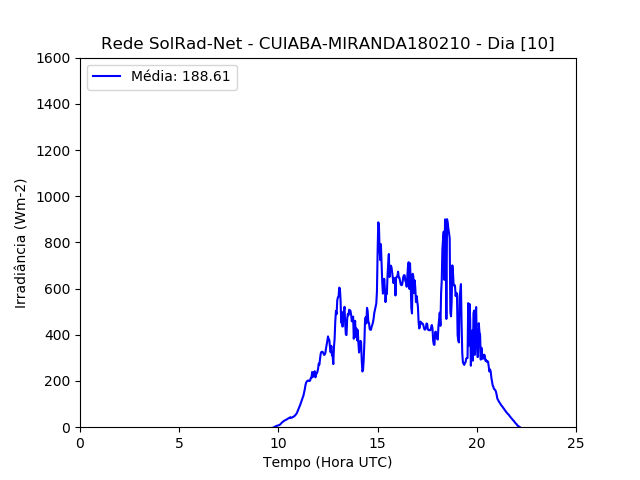 Rede SolRad-Net - CUIABA-MIRANDA180210 - Dia [10]
Média: 188.61
Irradiância (Wm-2)
1600
1400
1200
1000
800
600
400
200
0
0 5 10 15 20 25
Tempo (Hora UTC)